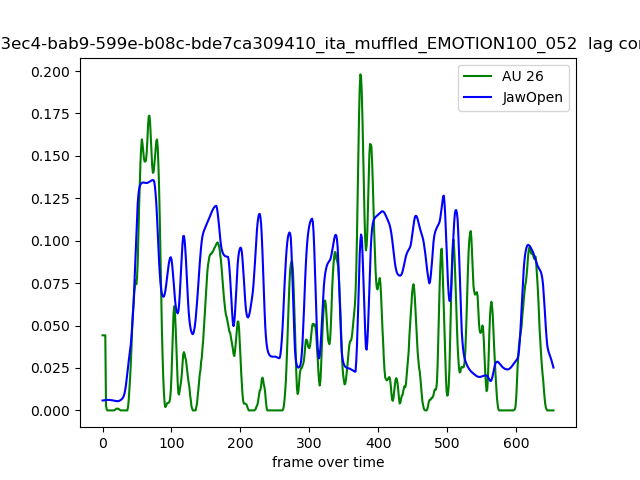 3ec4-bab9-599e-b08c-bde7ca309410_ita_muffled_EMOTION100_052 lag
AU 26
JawOpen
0.200
0.175
0.150
0.125
0.100
0.075
0.050
0.025
0.000
0 100 200 300 400 500 600
frame over time